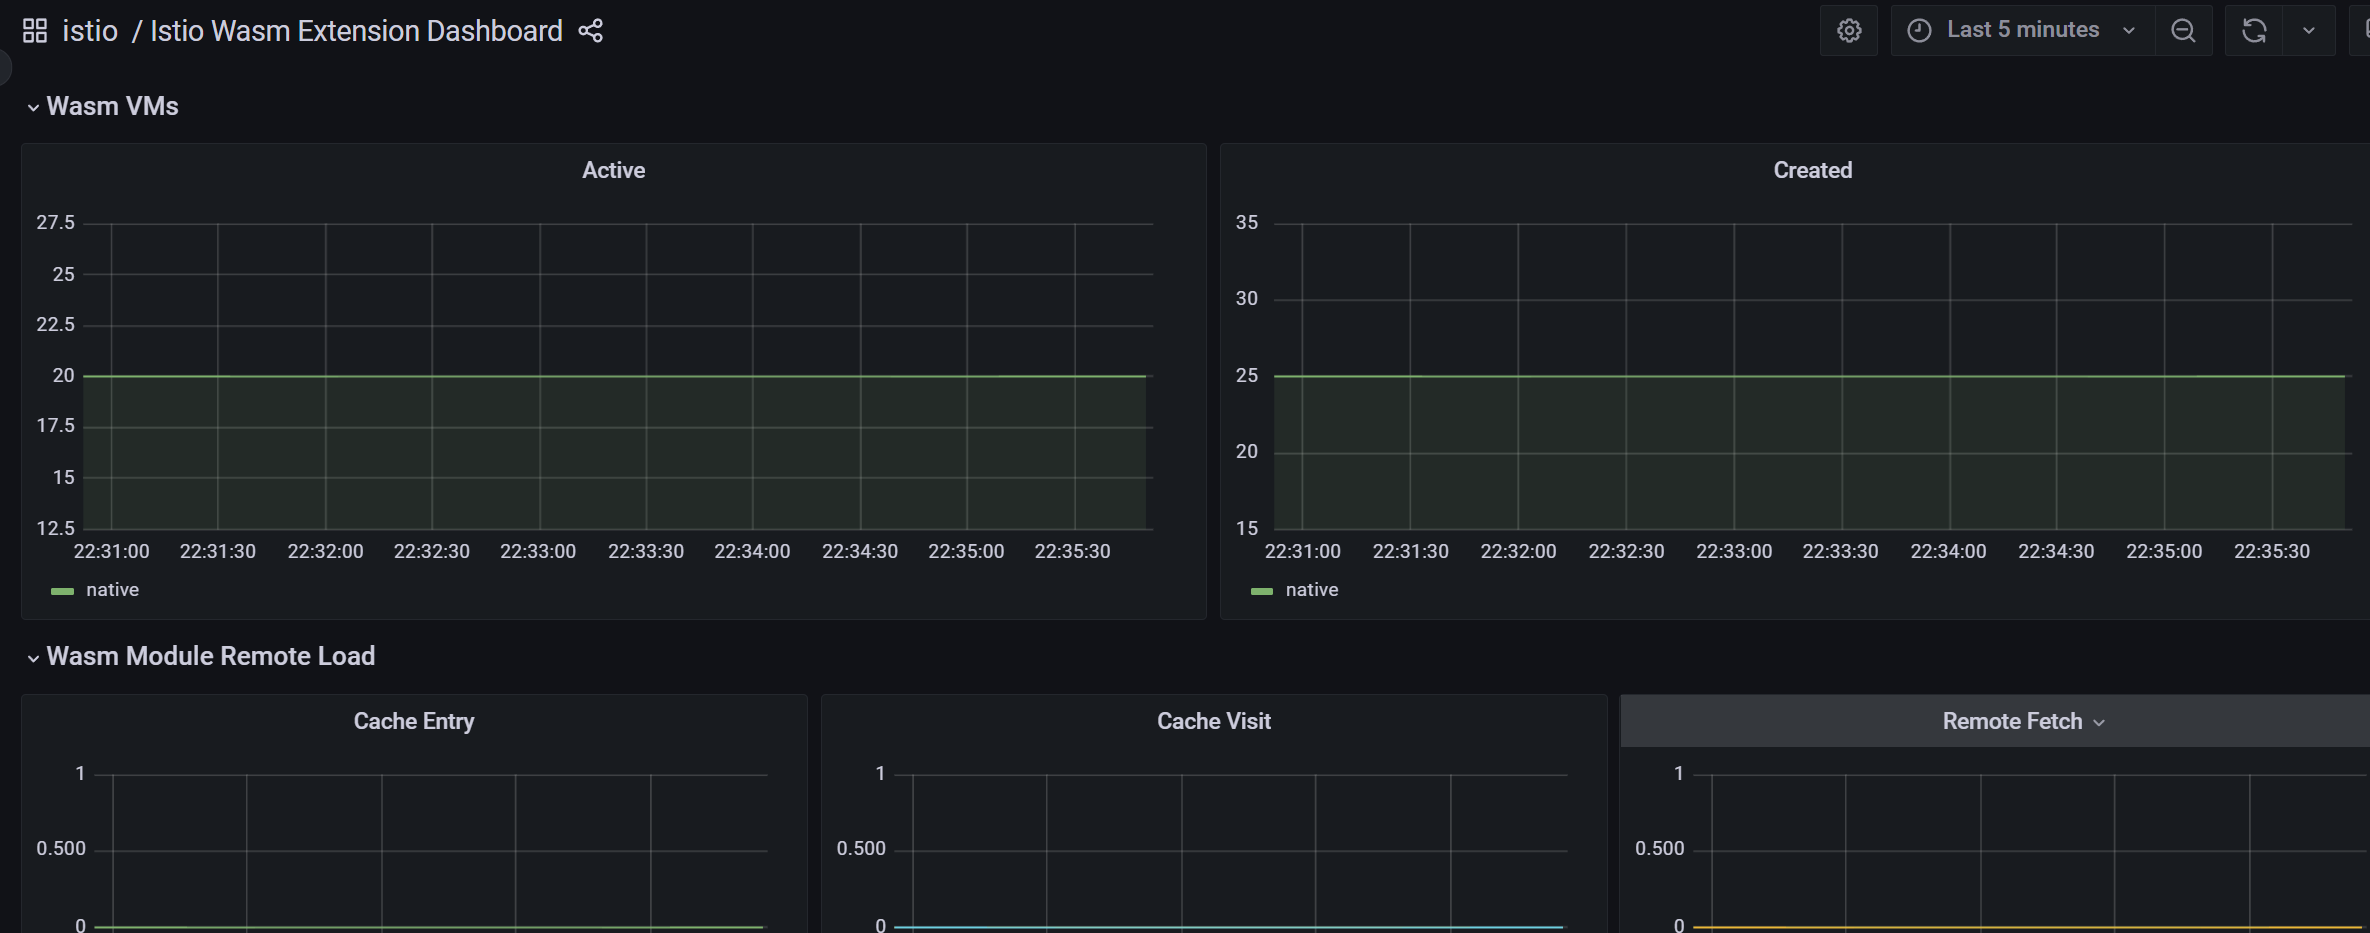 istio / Istio Wasm Extension Dashboard
Last 5 minutes
Wasm VMs
Active
27.5
25
22.5
20
17.5
15
12.5
22:31:00 22:31:30 22:32:00 22:32:30 22:33:00 22:33:30 22:34:00 22:34:30 22:35:00 22:35:30
native
Created
35
30
25
20
15
22:31:00 22:31:30 22:32:00 22:32:30 22:33:00 22:33:30 22:34:00 22:34:30 22:35:00 22:35:30
native
Wasm Module Remote Load
Cache Entry
1
0.500
0
Cache Visit
1
0.500
0
Remote Fetch
1
0.500
0